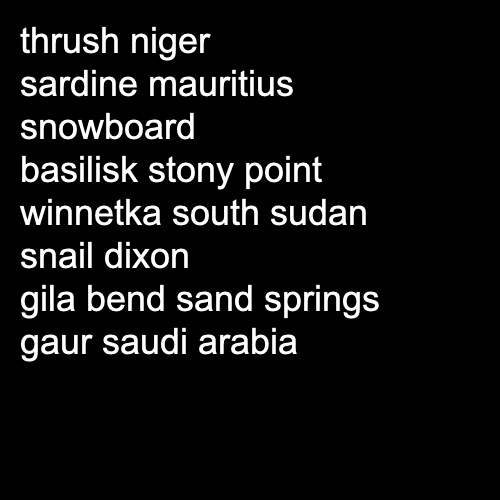 thrush niger
sardine mauritius
snowboard
basilisk stony point
winnetka south sudan
snail dixon
gila bend sand springs
gaur saudi arabia